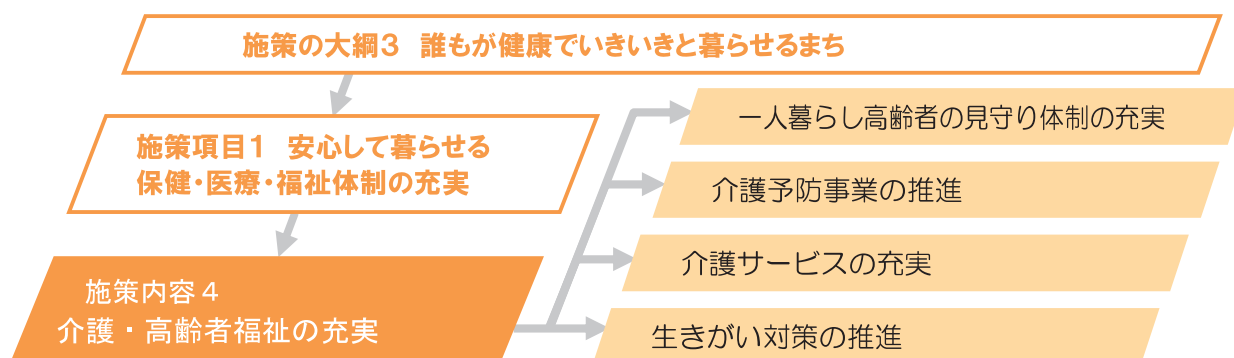 施策の大綱3 誰もが健康でいきいきと暮らせるまち
施策項目1 安心して暮らせる
保健・医療・福祉体制の充実
施策内容4
介護・高齢者福祉の充実
一人暮らし高齢者の見守り体制の充実
介護予防事業の推進
介護サービスの充実
生きがい対策の推進